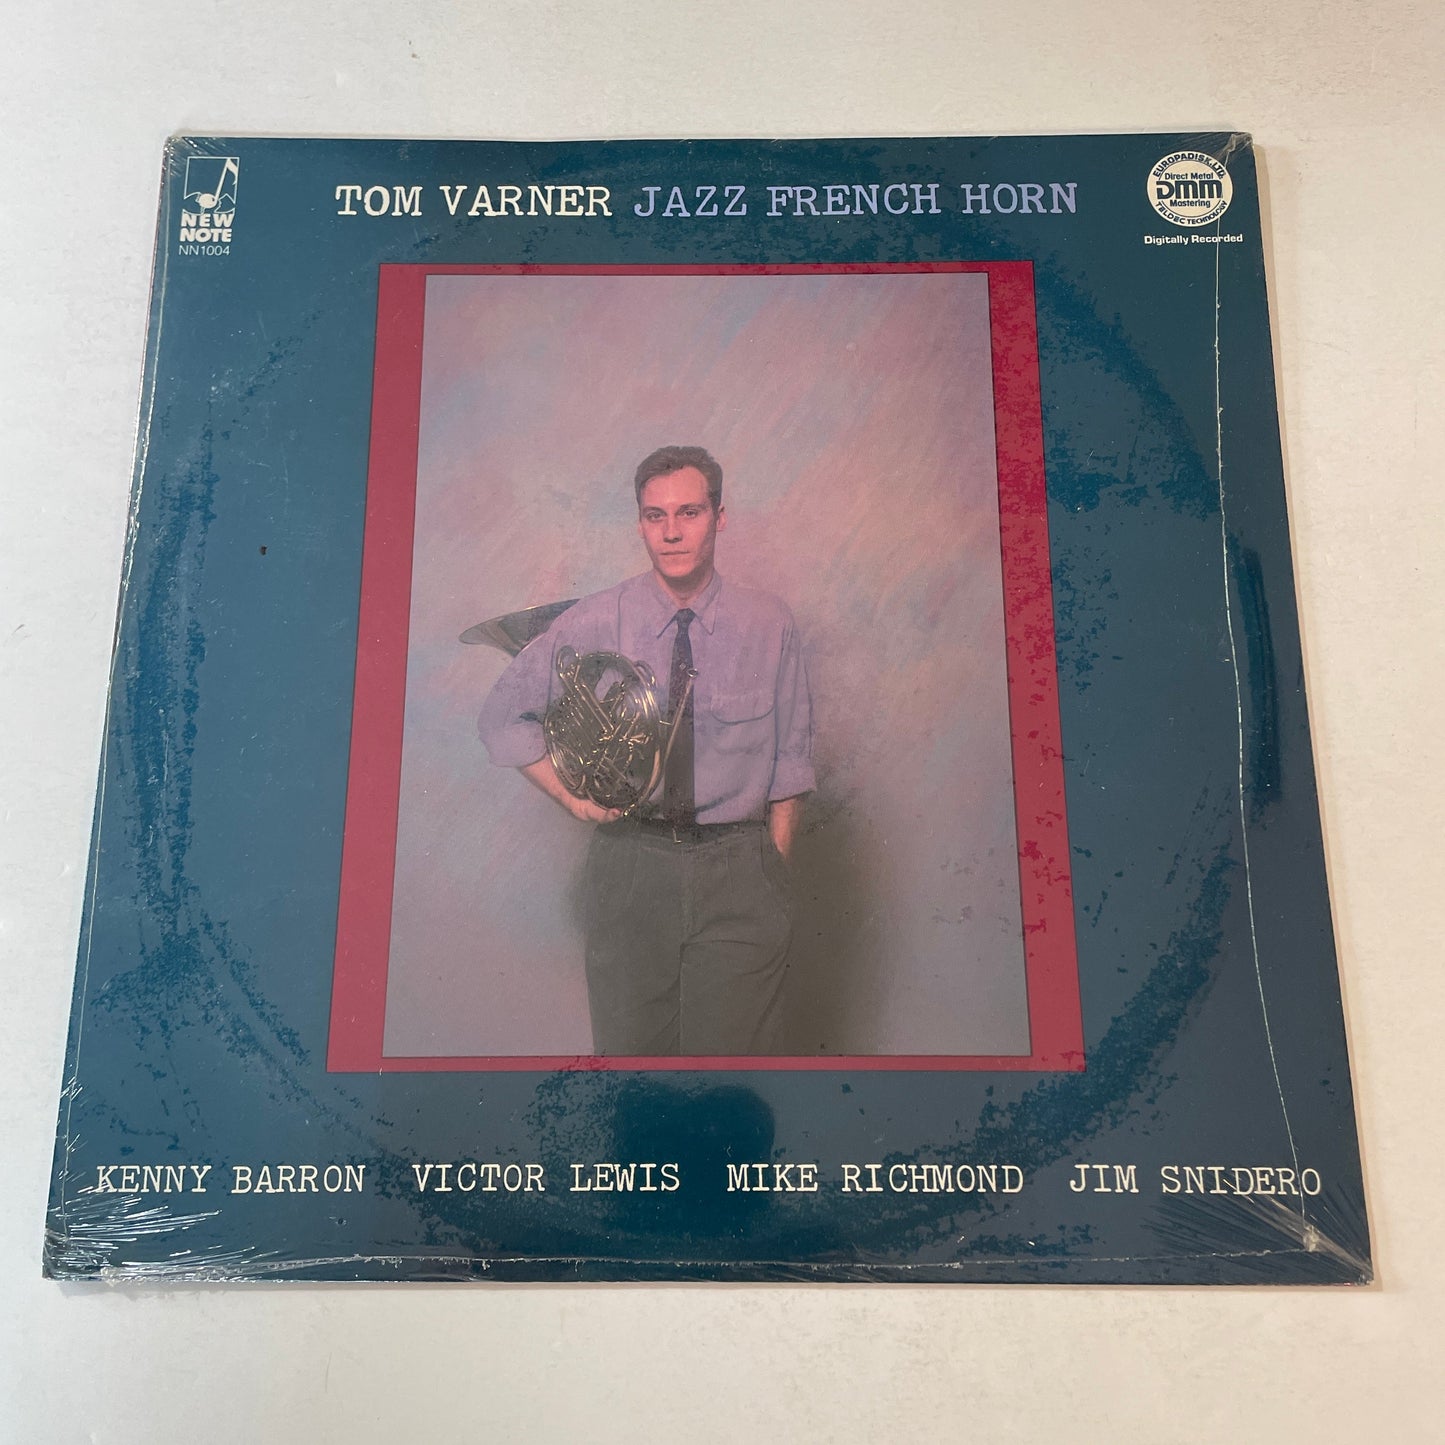 NEW
NOTE
NN1004
TOM VARNER JAZZ FRENCH HORN
EUROPADISK, LTD.
Direct Metal
DMM
Mastering
TELDEC TECHNOLOGY
Digitally Recorded
KENNY BARRON VICTOR LEWIS MIKE RICHMOND JIM SNIDERO